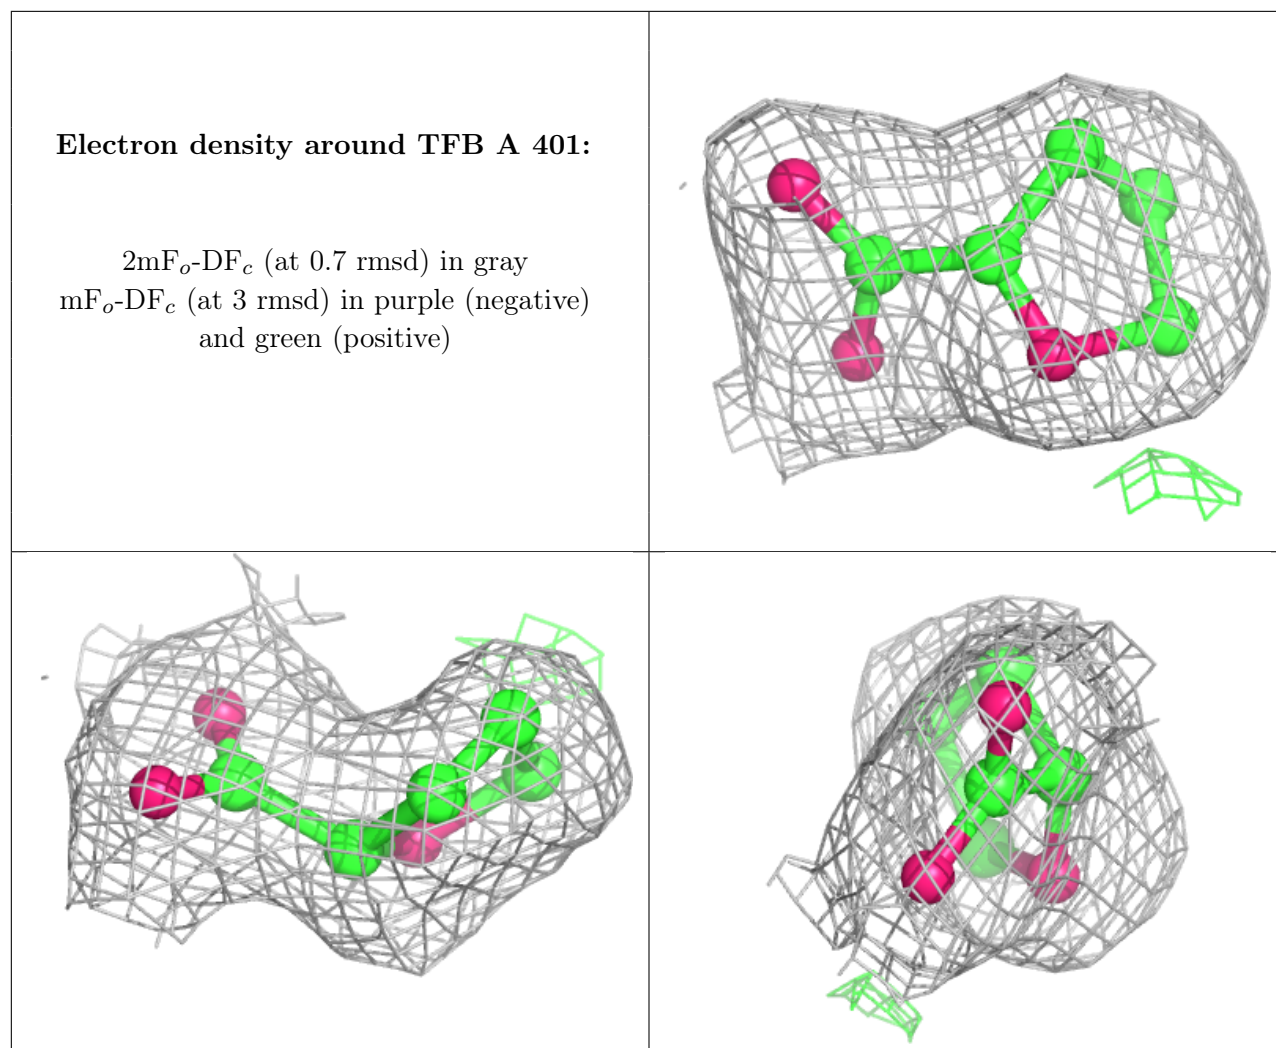 Electron density around TFB A 401:
2mFo-DFc (at 0.7 rmsd) in gray
mFo-DFc (at 3 rmsd) in purple (negative)
and green (positive)